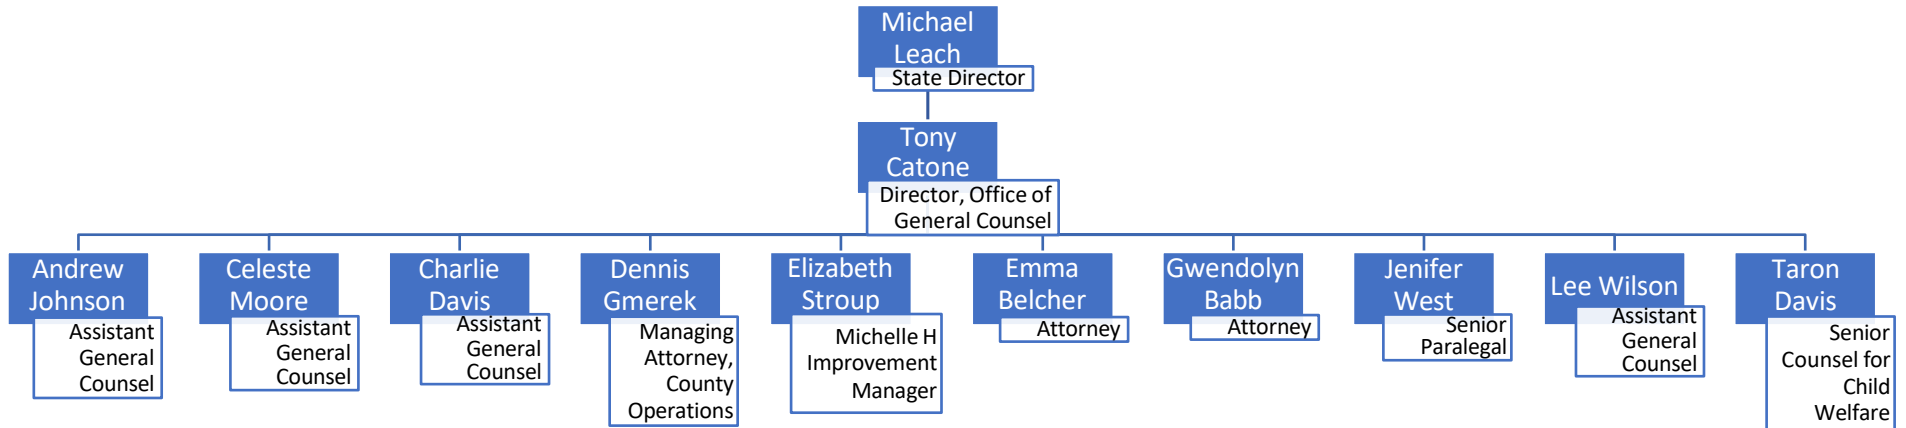 Michael
Leach
State Director
Tony
Catone
Director, Office of
General Counsel
Andrew
Johnson
Assistant
General
Counsel
Celeste
Moore
Assistant
General
Counsel
Charlie
Davis
Assistant
General
Counsel
Dennis
Gmerek
Managing
Attorney,
County
Operations
Elizabeth
Stroup
Michelle H
Improvement
Manager
Emma
Belcher
Attorney
Gwendolyn
Babb
Attorney
Jenifer
West
Senior
Paralegal
Lee Wilson
Assistant
General
Counsel
Taron
Davis
Senior
Counsel for
Child
Welfare